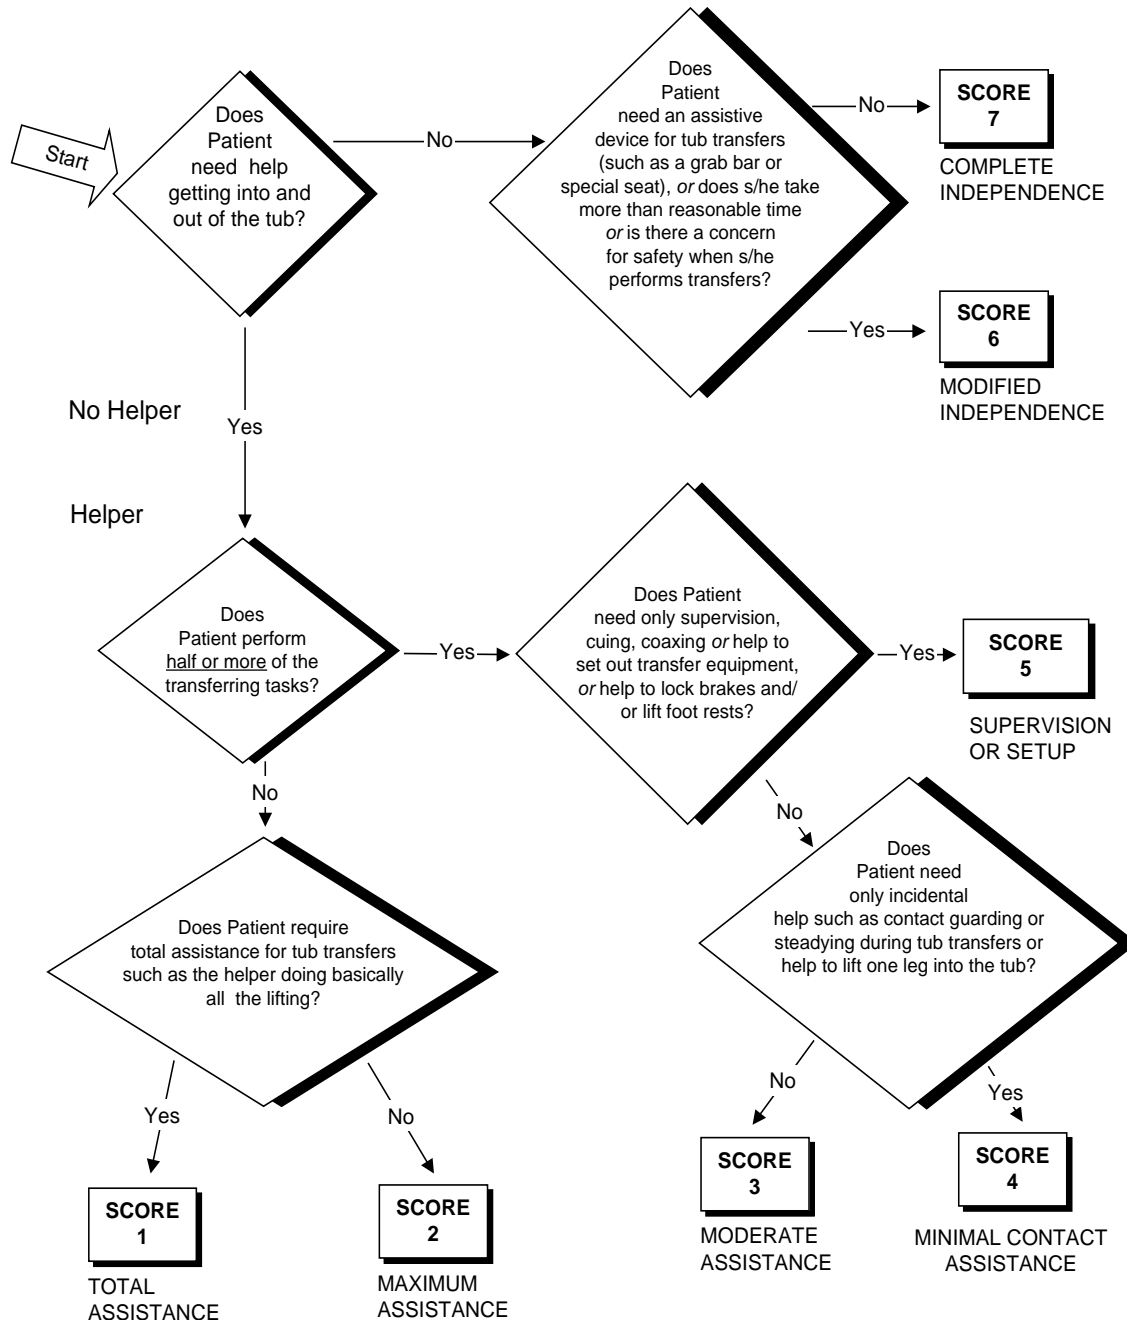 Start
Does
Patient
need help
getting into and
out of the tub?
No
Does
Patient
need an assistive
device for tub transfers
(such as a grab bar or
special seat), or does s/he take
more than reasonable time
or is there a concern
for safety when s/he
performs transfers?
No
SCORE
7
COMPLETE
INDEPENDENCE
Yes
SCORE
6
MODIFIED
INDEPENDENCE
No Helper
Yes
Helper
Does
Patient perform
half or more of the
transferring tasks?
Yes
Does Patient
need only supervision,
cuing, coaxing or help to
set out transfer equipment,
or help to lock brakes and/
or lift foot rests?
Yes
SCORE
5
SUPERVISION
OR SETUP
No
No
Does
Patient need
only incidental
help such as contact guarding or
steadying during tub transfers or
help to lift one leg into the tub?
Does Patient require
total assistance for tub transfers
such as the helper doing basically
all the lifting?
Yes
No
No
Yes
SCORE
1
TOTAL
ASSISTANCE
SCORE
2
MAXIMUM
ASSISTANCE
SCORE
3
MODERATE
ASSISTANCE
SCORE
4
MINIMAL CONTACT
ASSISTANCE